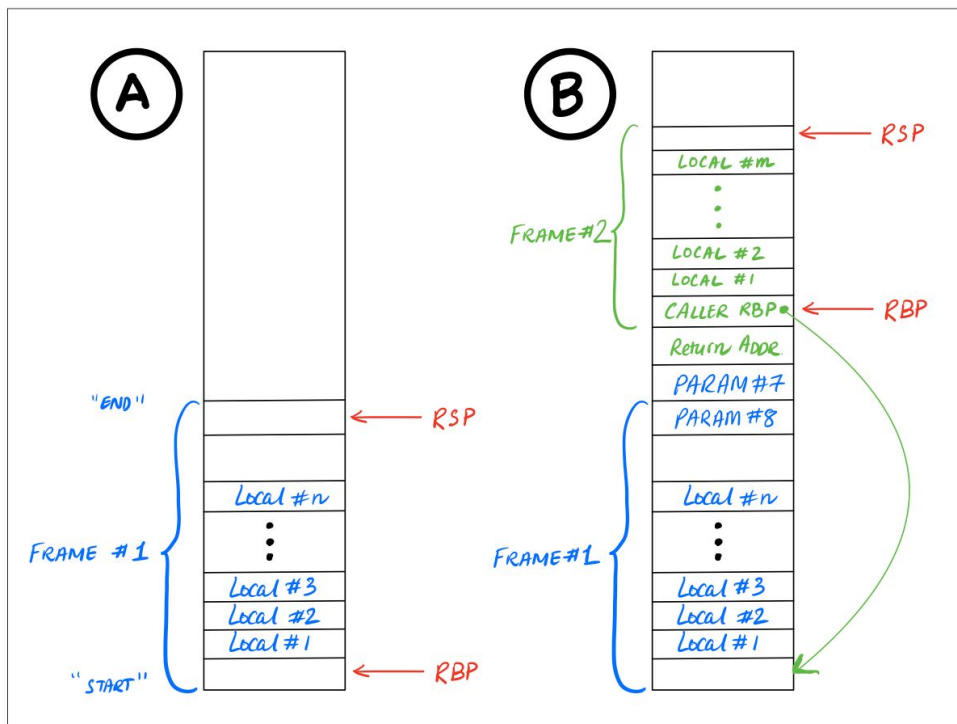 A
"END"
RSP
Local #n
FRAME #1
Local #3
Local #2
Local #1
RBP
"START"
B
RSP
LOCAL #m
FRAME #2
LOCAL #2
LOCAL #1
CALLER RBP
RBP
Return ADDR.
PARAM #7
PARAM #8
Local #n
FRAME #1
Local #3
Local #2
Local #1